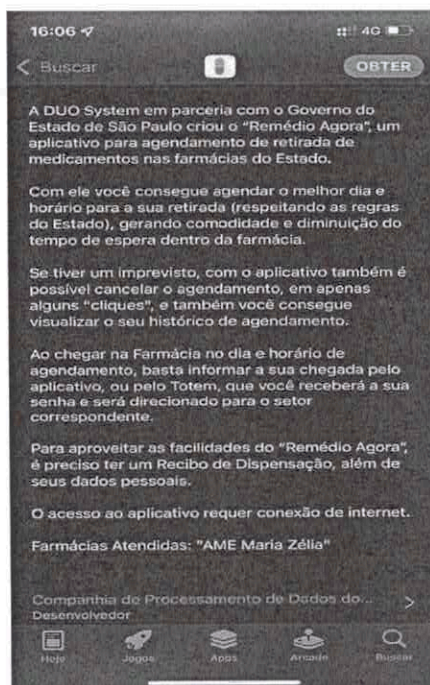 16:06 4G
Buscar OBTER
A DUO System em parceria com o Governo do
Estado de São Paulo criou o "Remédio Agora", um
aplicativo para agendamento de retirada de
medicamentos nas farmácias do Estado.
Com ele você consegue agendar o melhor dia e
horário para a sua retirada (respeitando as regras
do Estado), gerando comodidade e diminuição do
tempo de espera dentro da farmácia.
Se tiver um imprevisto, com o aplicativo também é
possível cancelar o agendamento, em apenas
alguns "cliques", e também você consegue
visualizar o seu histórico de agendamento.
Ao chegar na Farmácia no dia e horário de
agendamento, basta informar a sua chegada pelo
aplicativo, ou pelo Totem, que você receberá a sua
senha e será direcionado para o setor
correspondente.
Para aproveitar as facilidades do "Remédio Agora",
é preciso ter um Recibo de Dispensação, além de
seus dados pessoais.
O acesso ao aplicativo requer conexão de internet.
Farmácias Atendidas: "AME Maria Zélia"
Companhia de Processamento de Dados do...
Desenvolvedor
Hoje Jogos Apps Arcade Buscar